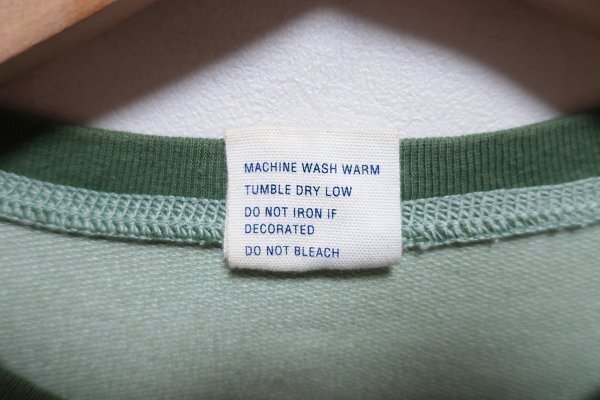 MACHINE WASH WARM
TUMBLE DRY LOW
DO NOT IRON IF
DECORATED
DO NOT BLEACH